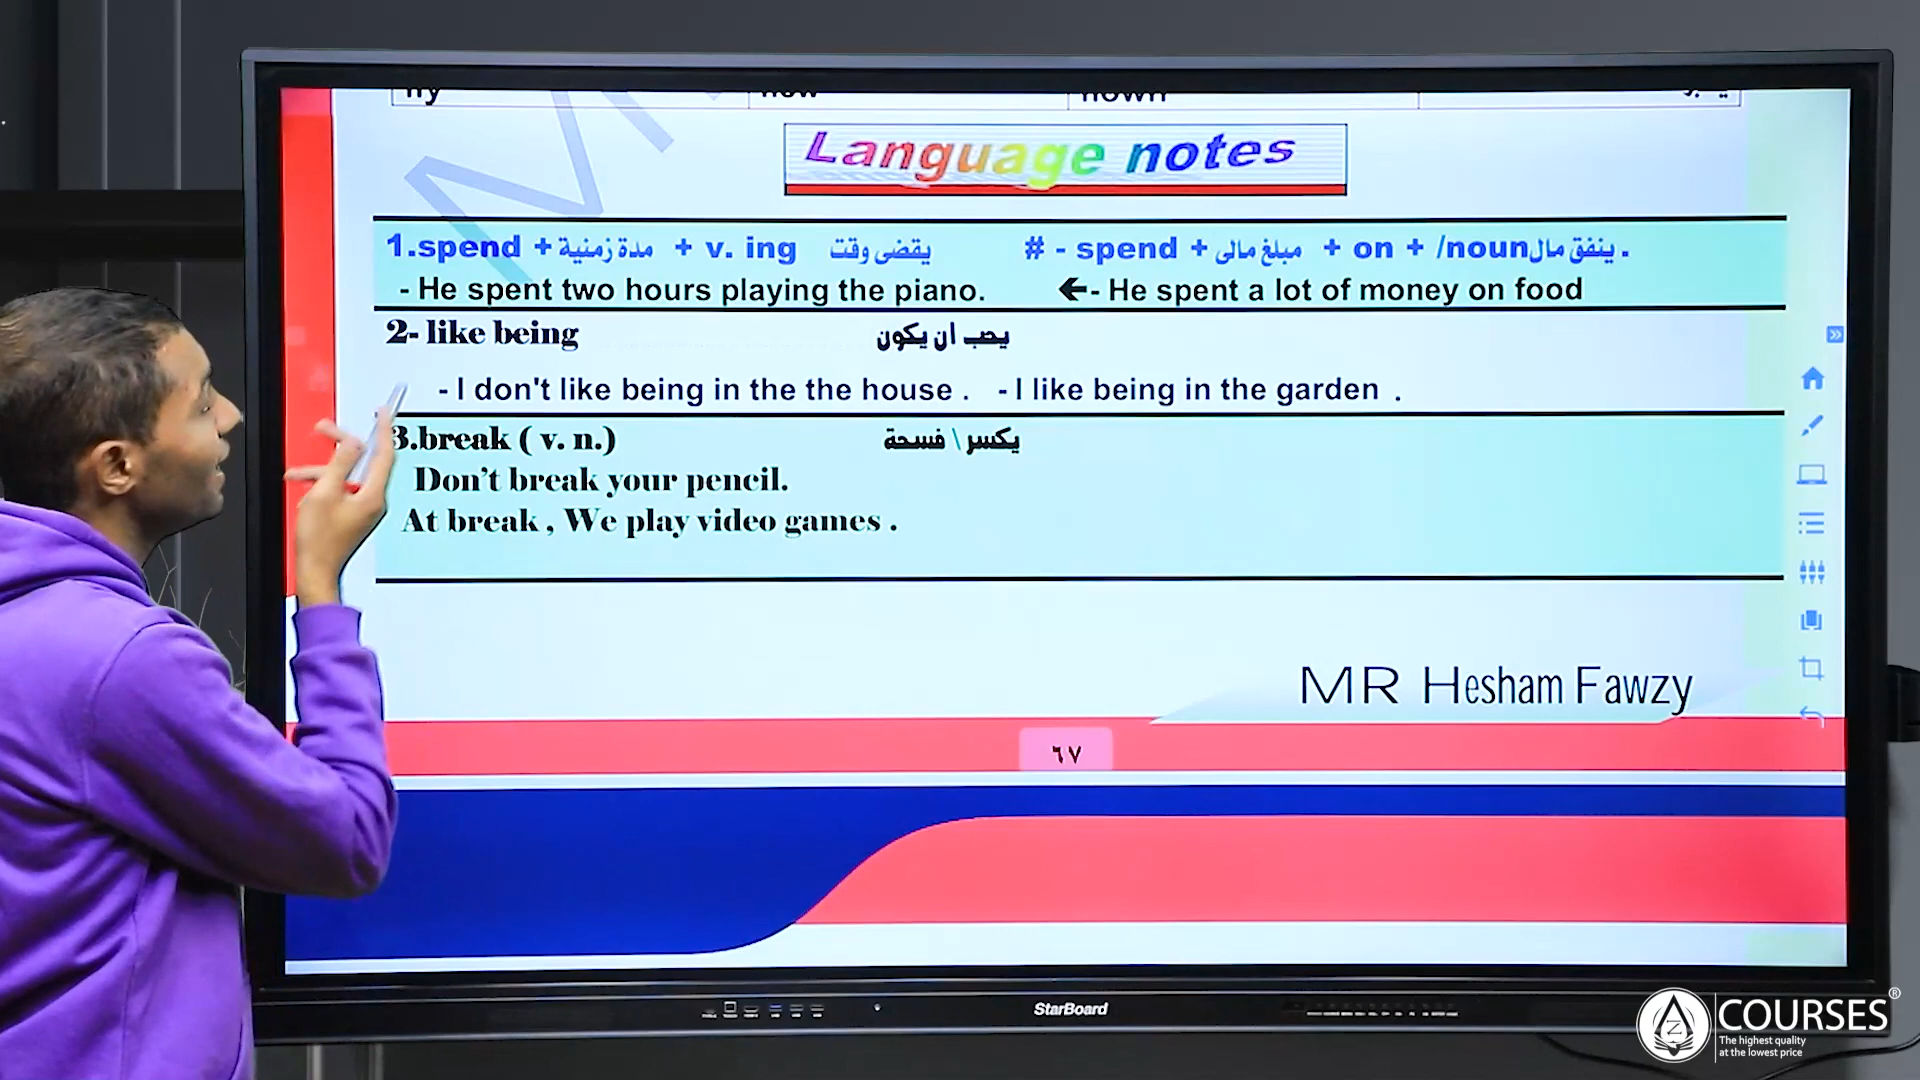 Language notes
1.spend + مدة زمنية + v. ing يقضى وقت # - spend + مبلغ مالى + on + /noun ينفق مال .
- He spent two hours playing the piano. - He spent a lot of money on food
2- like being يحب ان يكون
- I don't like being in the the house . - I like being in the garden .
3.break ( v. n.) يكسر \ فسحة
Don't break your pencil.
At break , We play video games .
MR Hesham Fawzy
٦٧
StarBoard
COURSES®
The highest quality
at the lowest price